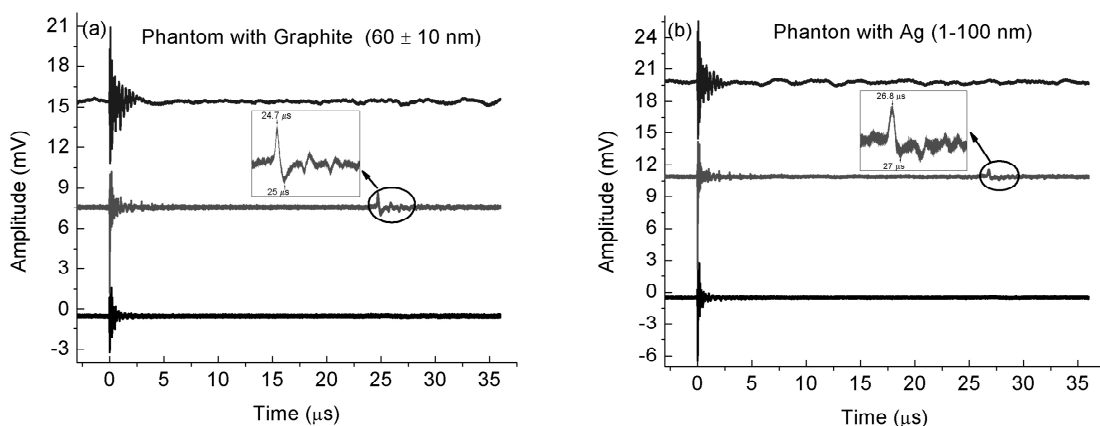 (a)
Phantom with Graphite (60 ± 10 nm)
21
18
15
12
9
6
3
0
-3
Amplitude (mV)
24.7 μs
25 μs
0 5 10 15 20 25 30 35
Time (μs)
(b)
Phanton with Ag (1-100 nm)
24
21
18
15
12
9
6
3
0
-3
-6
Amplitude (mV)
26.8 μs
27 μs
0 5 10 15 20 25 30 35
Time (μs)